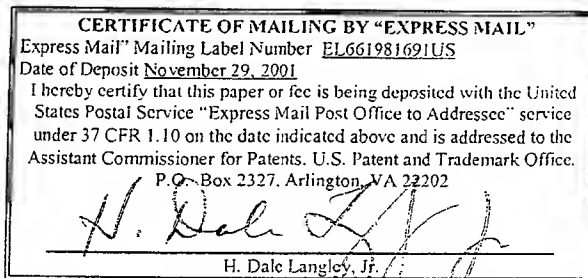 CERTIFICATE OF MAILING BY “EXPRESS MAIL”
Express Mail” Mailing Label Number EL661981691US
Date of Deposit November 29, 2001
I hereby certify that this paper or fee is being deposited with the United
States Postal Service “Express Mail Post Office to Addressee” service
under 37 CFR 1.10 on the date indicated above and is addressed to the
Assistant Commissioner for Patents. U.S. Patent and Trademark Office.
P.O. Box 2327, Arlington, VA 22202
H. Dale
H. Dale Langley, Jr.